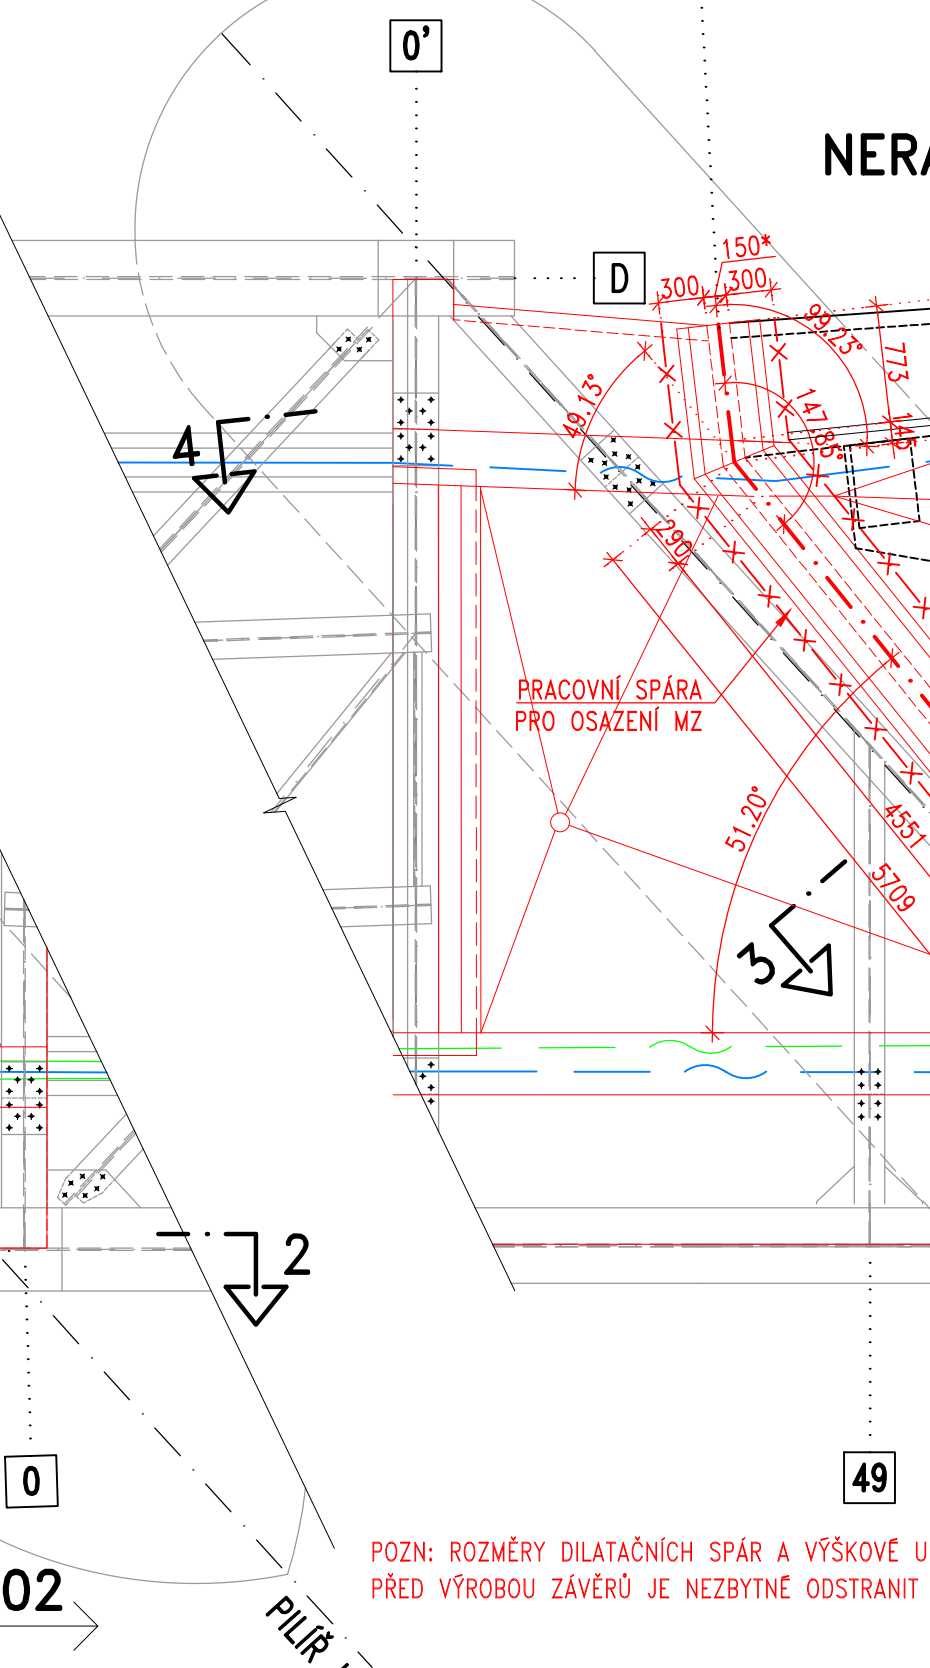 0'
NERA
D
150*
300
300
99.23°
773
49.13°
147.85°
145
4
290
PRACOVNÍ SPÁRA
PRO OSAZENÍ MZ
51.20°
4551
5709
3
2
0
49
POZN: ROZMĚRY DILATAČNÍCH SPÁR A VÝŠKOVÉ U
PŘED VÝROBOU ZÁVĚRŮ JE NEZBYTNÉ ODSTRANIT
02
PILÍŘ